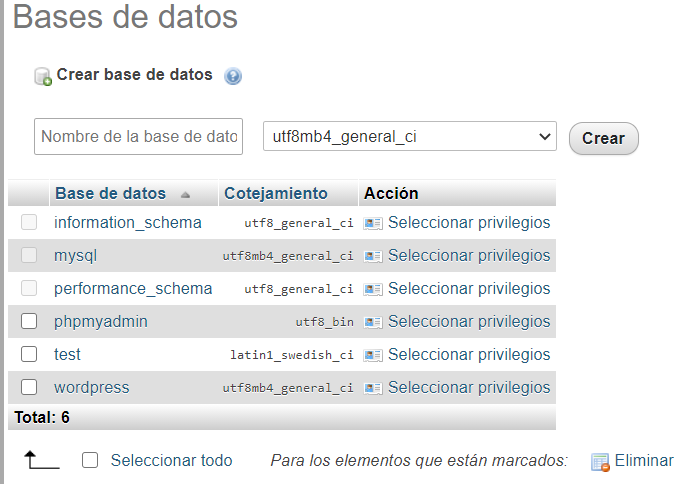 Bases de datos
Crear base de datos
Nombre de la base de dato utf8mb4_general_ci Crear
Base de datos Cotejamiento Acción
information_schema utf8_general_ci Seleccionar privilegios
mysql utf8mb4_general_ci Seleccionar privilegios
performance_schema utf8_general_ci Seleccionar privilegios
phpmyadmin utf8_bin Seleccionar privilegios
test latin1_swedish_ci Seleccionar privilegios
wordpress utf8mb4_general_ci Seleccionar privilegios
Total: 6
Seleccionar todo Para los elementos que están marcados: Eliminar